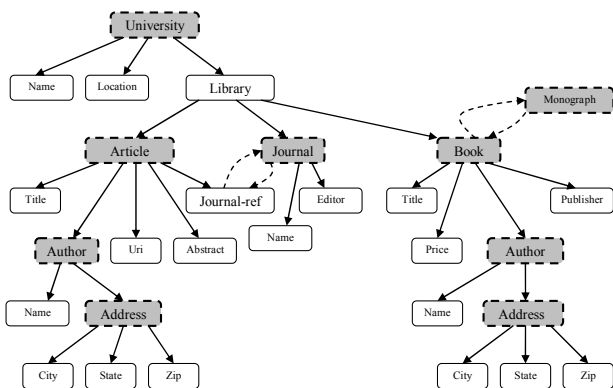 University
Name
Location
Library
Monograph
Article
Journal
Book
Title
Journal-ref
Editor
Title
Publisher
Author
Uri
Abstract
Name
Price
Author
Name
Address
Name
Address
City
State
Zip
City
State
Zip